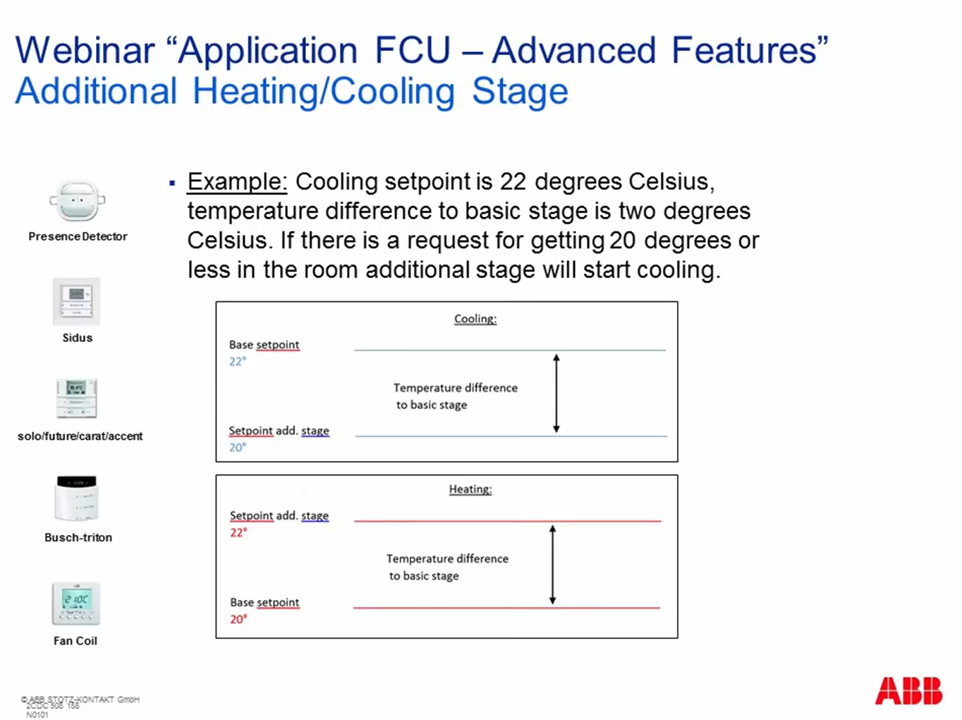 Webinar “Application FCU – Advanced Features”
Additional Heating/Cooling Stage
▪ Example: Cooling setpoint is 22 degrees Celsius,
temperature difference to basic stage is two degrees
Celsius. If there is a request for getting 20 degrees or
less in the room additional stage will start cooling.
Presence Detector
Sidus
solo/future/carat/accent
Busch-triton
Fan Coil
Cooling:
Base setpoint
22°
Temperature difference
to basic stage
Setpoint add. stage
20°
Heating:
Setpoint add. stage
22°
Temperature difference
to basic stage
Base setpoint
20°
© ABB STOTZ-KONTAKT GmbH
2CDC 508 158
N0101
ABB